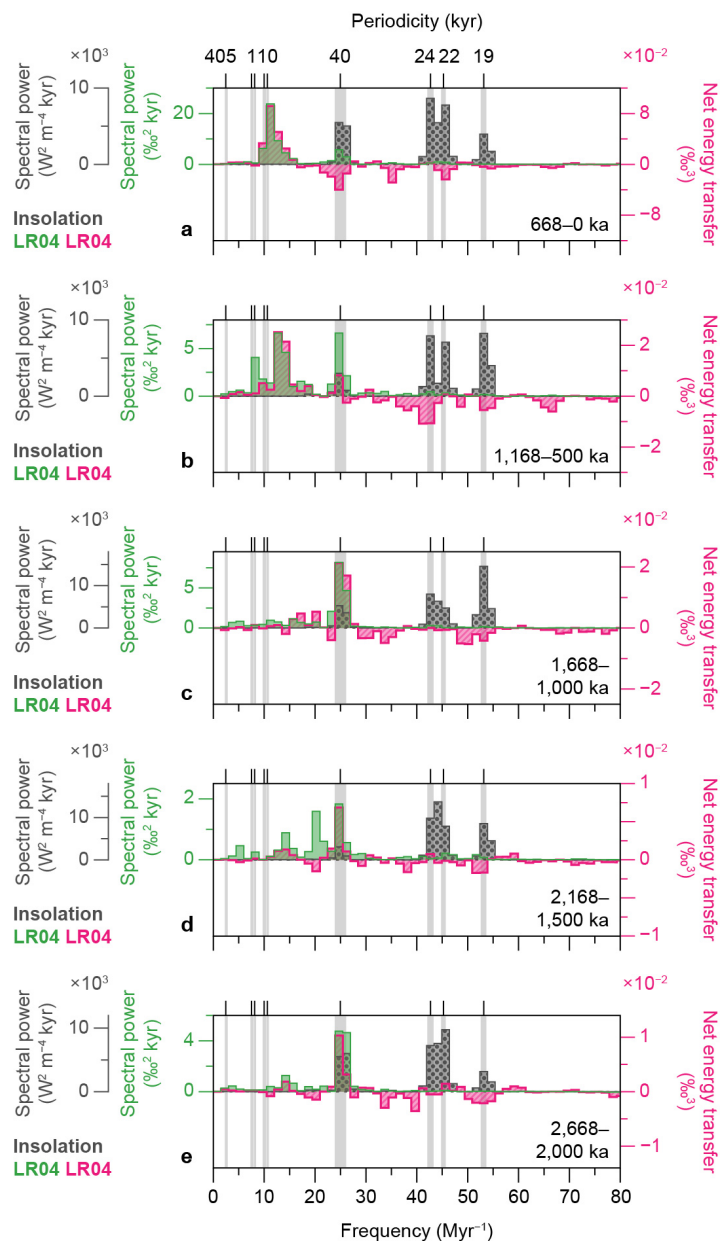 Periodicity (kyr)
405 110 40 24 22 19
×10³ ×10⁻²
Spectral power
(W² m⁻⁴ kyr)
10
0
Spectral power
(‰² kyr)
20
0
12
8
4
0
−4
−8
Net energy transfer
(‰³)
Insolation
LR04 LR04
a
668–0 ka
×10³ ×10⁻²
Spectral power
(W² m⁻⁴ kyr)
10
0
Spectral power
(‰² kyr)
5
0
2
0
−2
Net energy transfer
(‰³)
Insolation
LR04 LR04
b
1,168–500 ka
×10³ ×10⁻²
Spectral power
(W² m⁻⁴ kyr)
10
0
Spectral power
(‰² kyr)
5
0
2
1
0
−1
−2
Net energy transfer
(‰³)
Insolation
LR04 LR04
c
1,668–
1,000 ka
×10³ ×10⁻²
Spectral power
(W² m⁻⁴ kyr)
10
0
Spectral power
(‰² kyr)
2
0
1
0
−1
Net energy transfer
(‰³)
Insolation
LR04 LR04
d
2,168–
1,500 ka
×10³ ×10⁻²
Spectral power
(W² m⁻⁴ kyr)
10
0
Spectral power
(‰² kyr)
4
0
1
0
−1
Net energy transfer
(‰³)
Insolation
LR04 LR04
e
2,668–
2,000 ka
0 10 20 30 40 50 60 70 80
Frequency (Myr⁻¹)